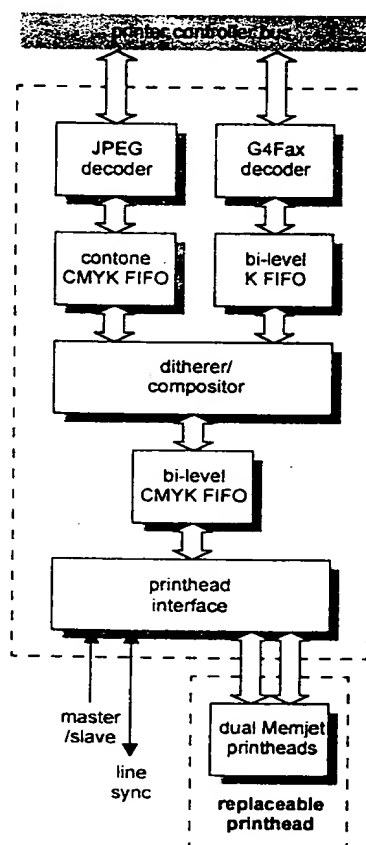 printer controller bus
JPEG
decoder
G4Fax
decoder
contone
CMYK FIFO
bi-level
K FIFO
ditherer/
compositor
bi-level
CMYK FIFO
printhead
interface
master
/slave
line
sync
dual Memjet
printheads
replaceable
printhead